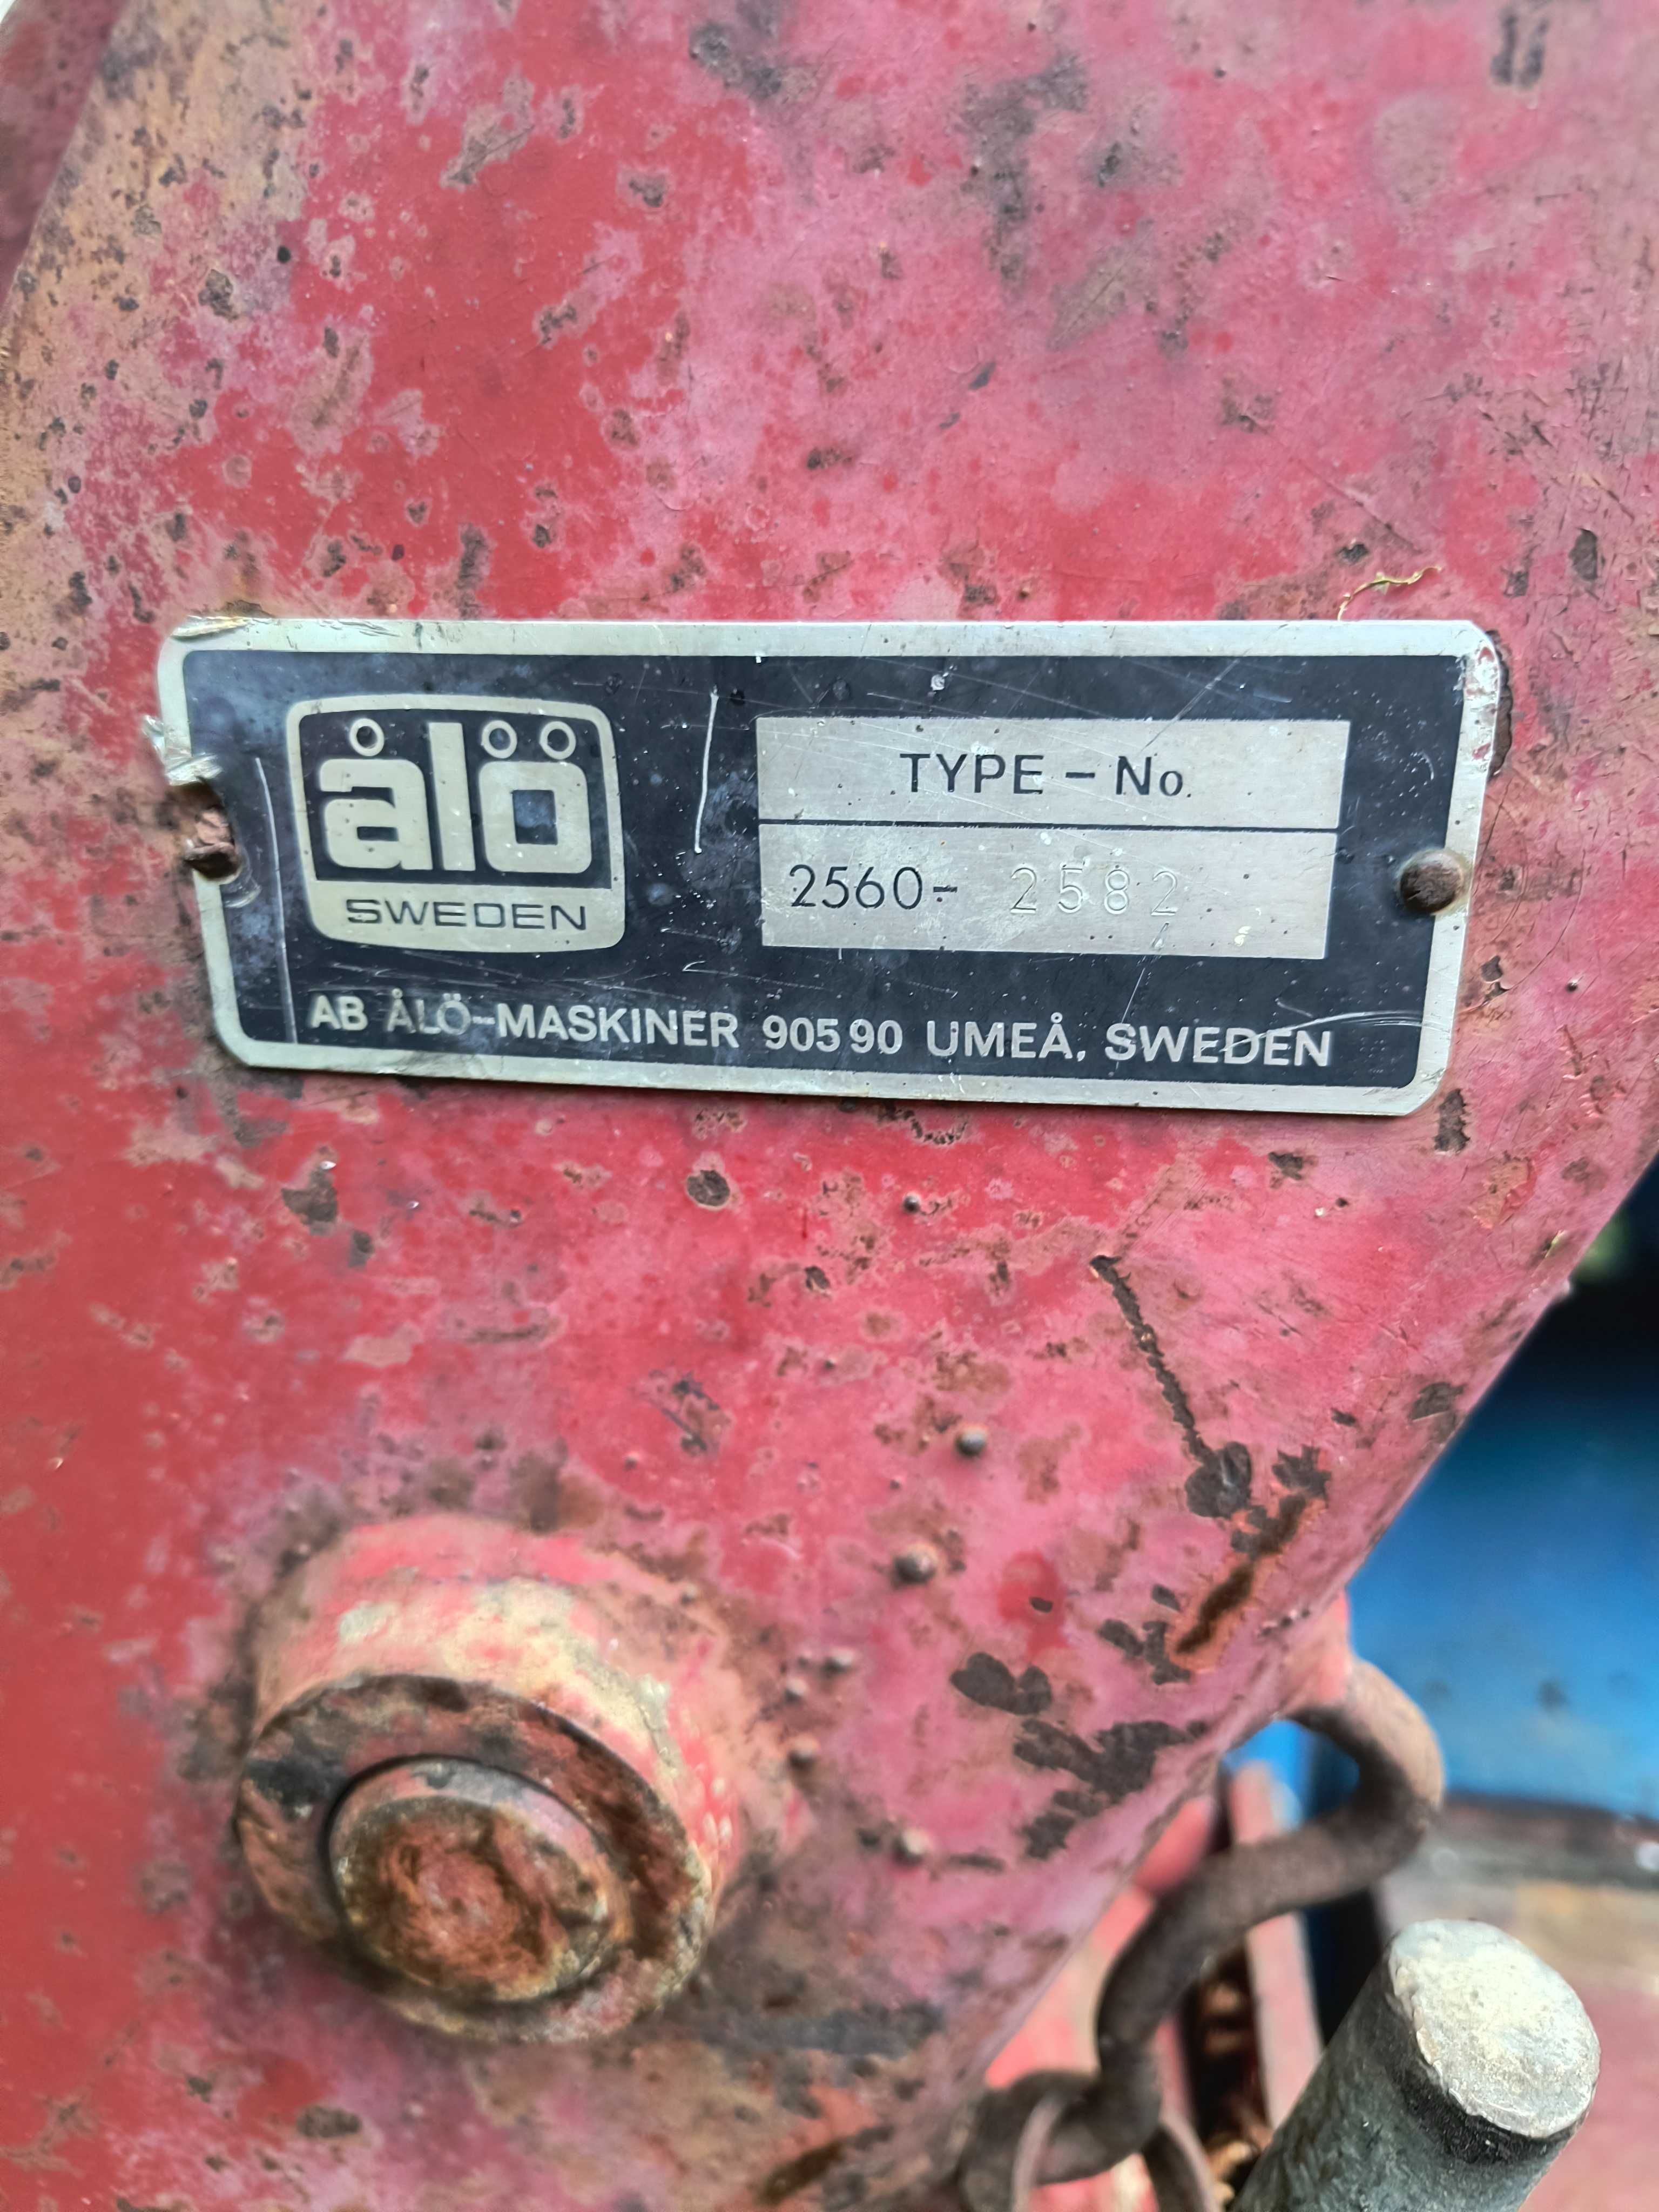 ålö
SWEDEN
TYPE - No
2560- 2582
AB ÅLÖ-MASKINER 905 90 UMEÅ, SWEDEN